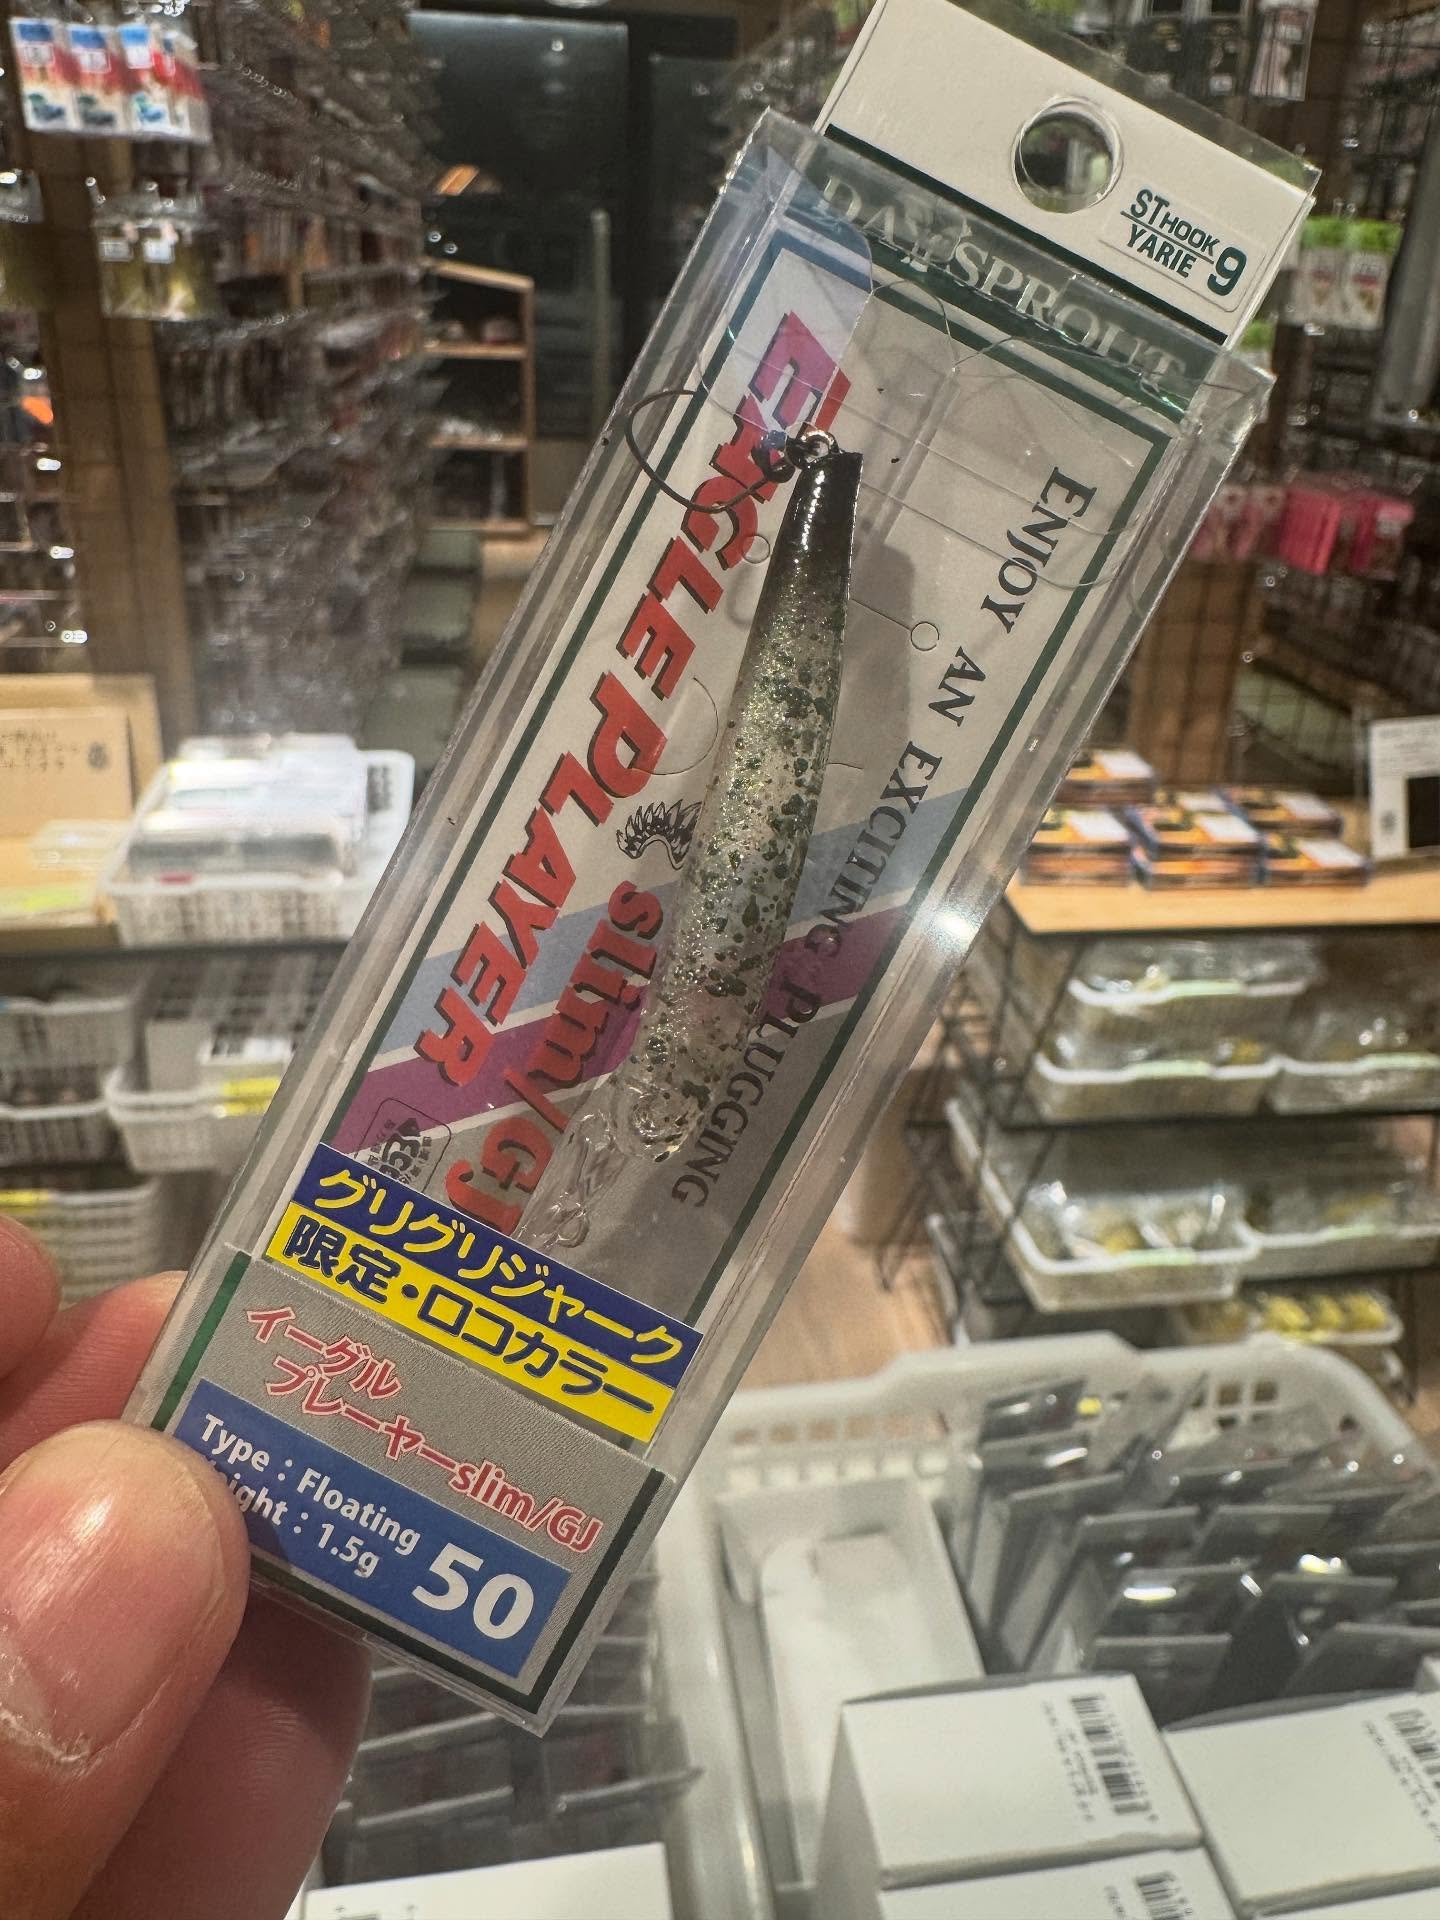 ST HOOK 9
YARIE
DAYSPROUT
EAGLE PLAYER
slim/GJ
ENJOY AN EXCITING PLUGGING
グリグリジャーク
限定・ロコカラー
イーグル
プレーヤーslim/GJ
Type：Floating
ight：1.5g
50